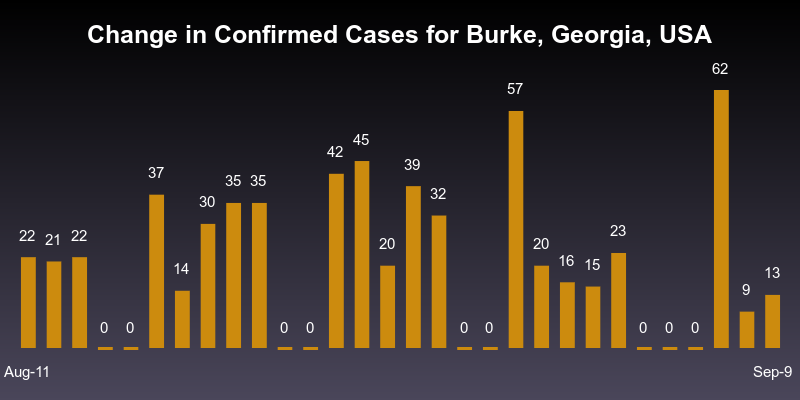 Change in Confirmed Cases for Burke, Georgia, USA
22 21 22 0 0 37 14 30 35 35 0 0 42 45 20 39 32 0 0 57 20 16 15 23 0 0 0 62 9 13
Aug-11 Sep-9